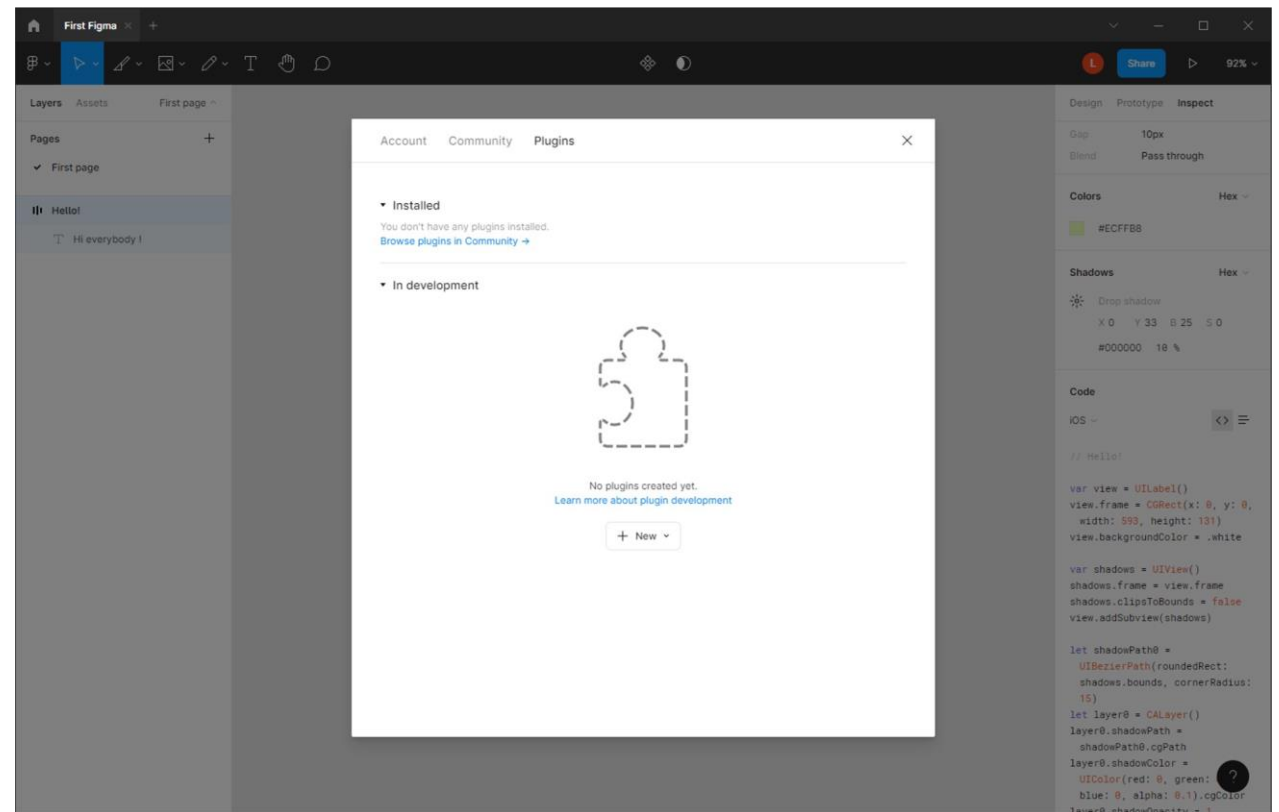 First Figma
L
Share
92%
Layers Assets First page
Pages
First page
Hello!
Hi everybody !
Account Community Plugins
Installed
You don't have any plugins installed.
Browse plugins in Community →
In development
No plugins created yet.
Learn more about plugin development
+ New
Design Prototype Inspect
Gap 10px
Blend Pass through
Colors Hex
#ECFFB8
Shadows Hex
Drop shadow
X 0 Y 33 B 25 S 0
#000000 10 %
Code
iOS
// Hello!
var view = UILabel()
view.frame = CGRect(x: 0, y: 0,
width: 593, height: 131)
view.backgroundColor = .white
var shadows = UIView()
shadows.frame = view.frame
shadows.clipsToBounds = false
view.addSubview(shadows)
let shadowPath0 =
UIBezierPath(roundedRect:
shadows.bounds, cornerRadius:
15)
let layer0 = CALayer()
layer0.shadowPath =
shadowPath0.cgPath
layer0.shadowColor =
UIColor(red: 0, green:
?
blue: 0, alpha: 0.1).cgColor
layer0.shadowOpacity = 1